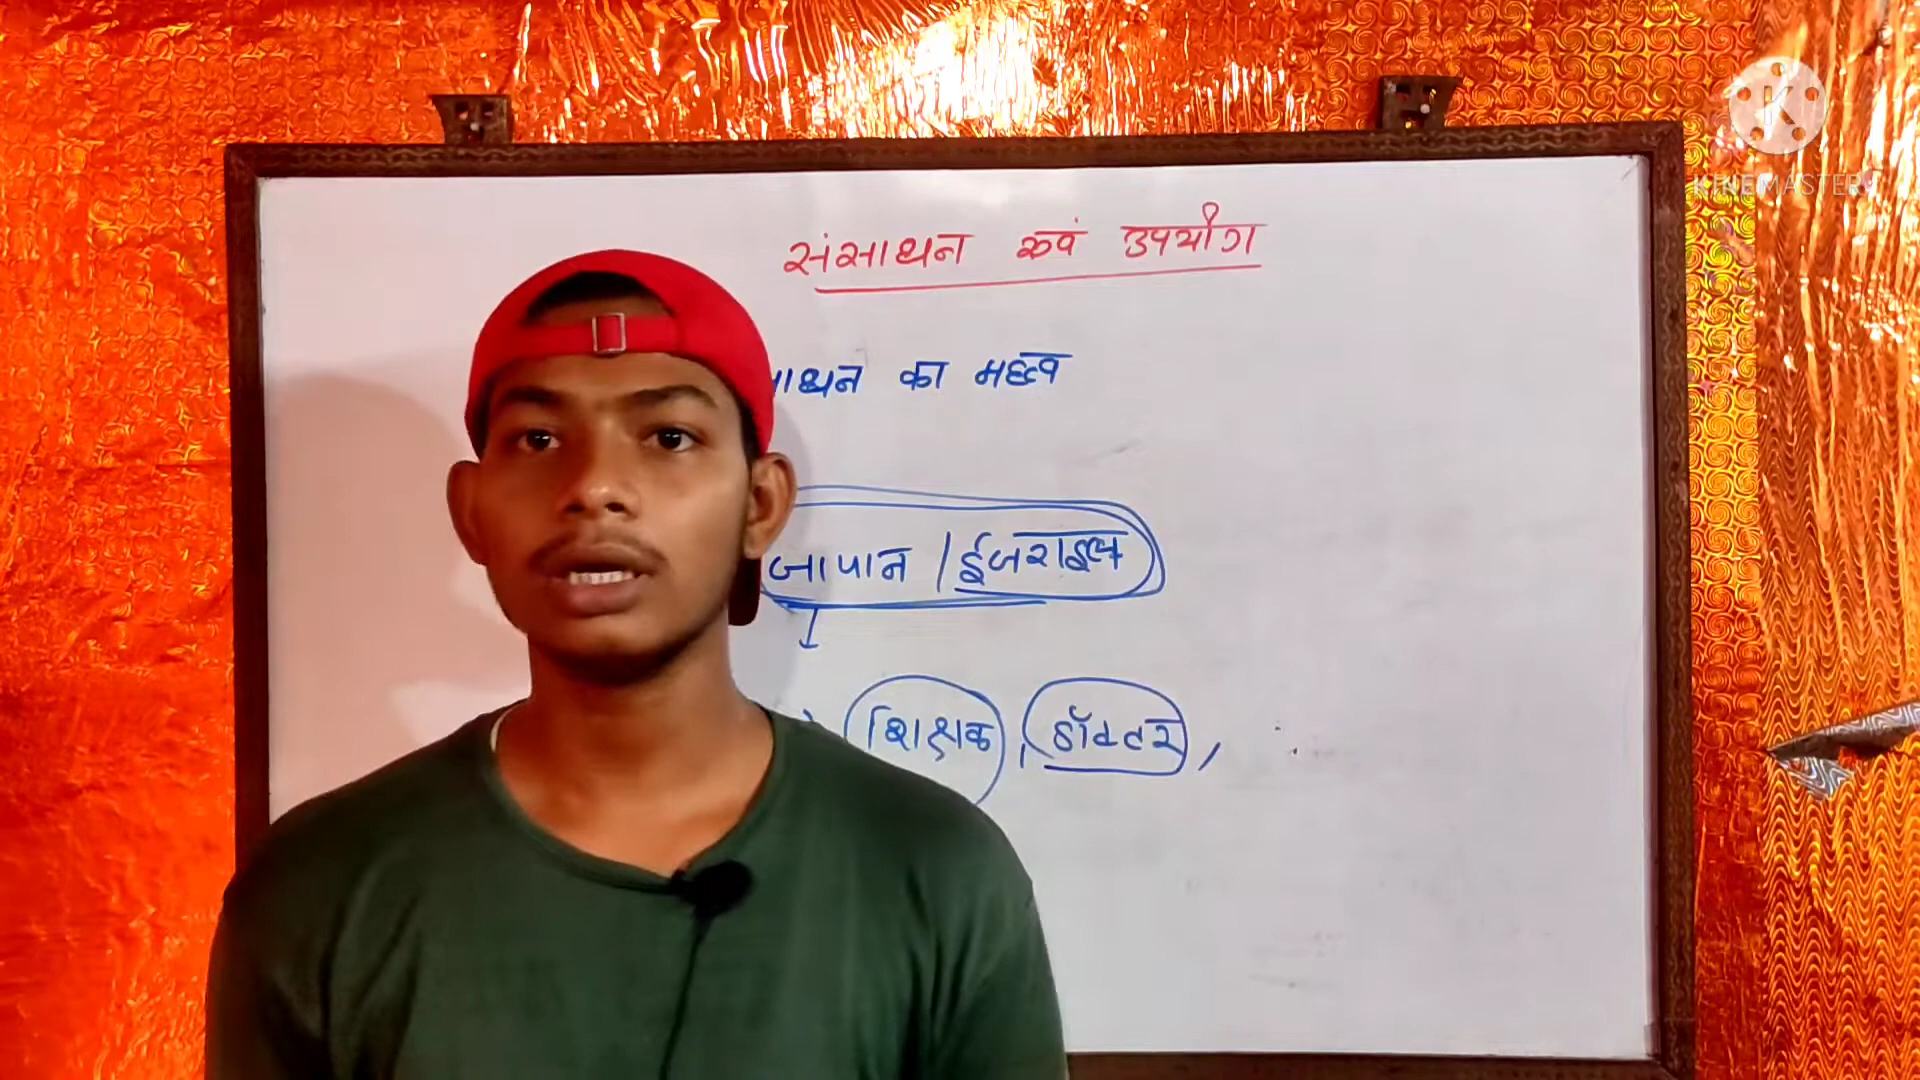 संसाधन एवं उपयोग
साधन का महत्व
जापान / ईजराइल
शिक्षक, डॉक्टर,
KINEMASTER